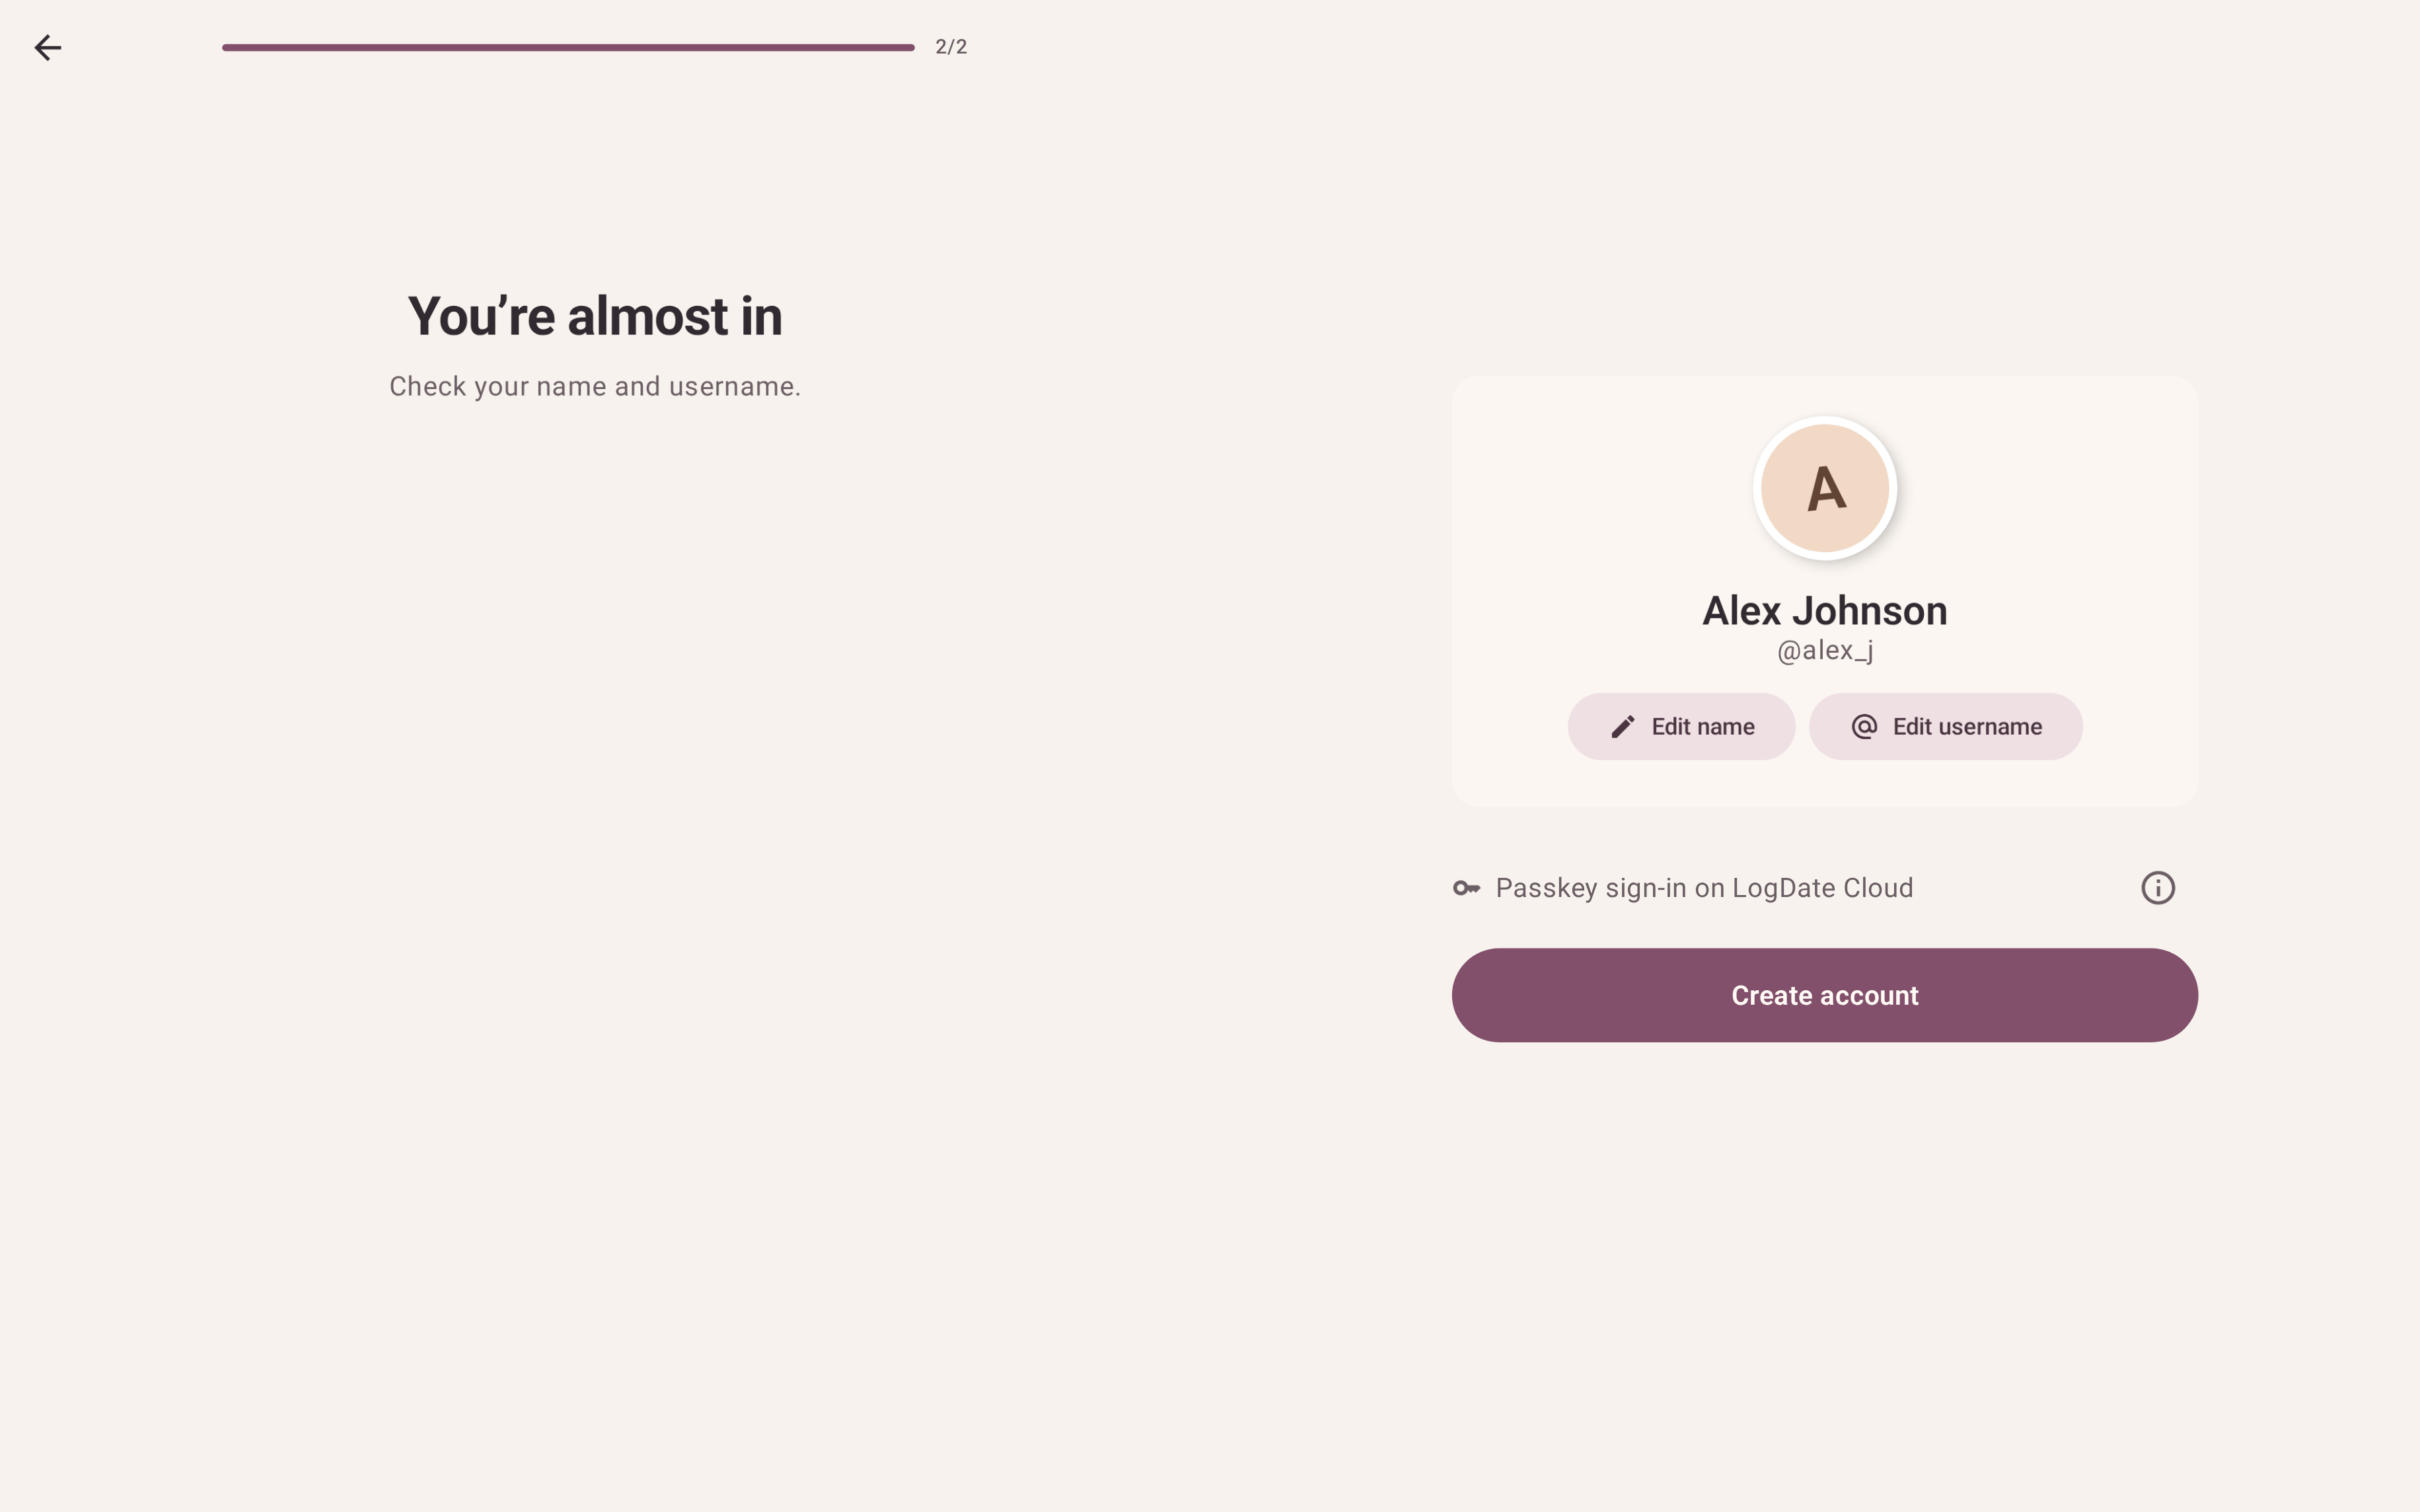 2/2
You’re almost in
Check your name and username.
A
Alex Johnson
@alex_j
Edit name
Edit username
Passkey sign-in on LogDate Cloud
Create account